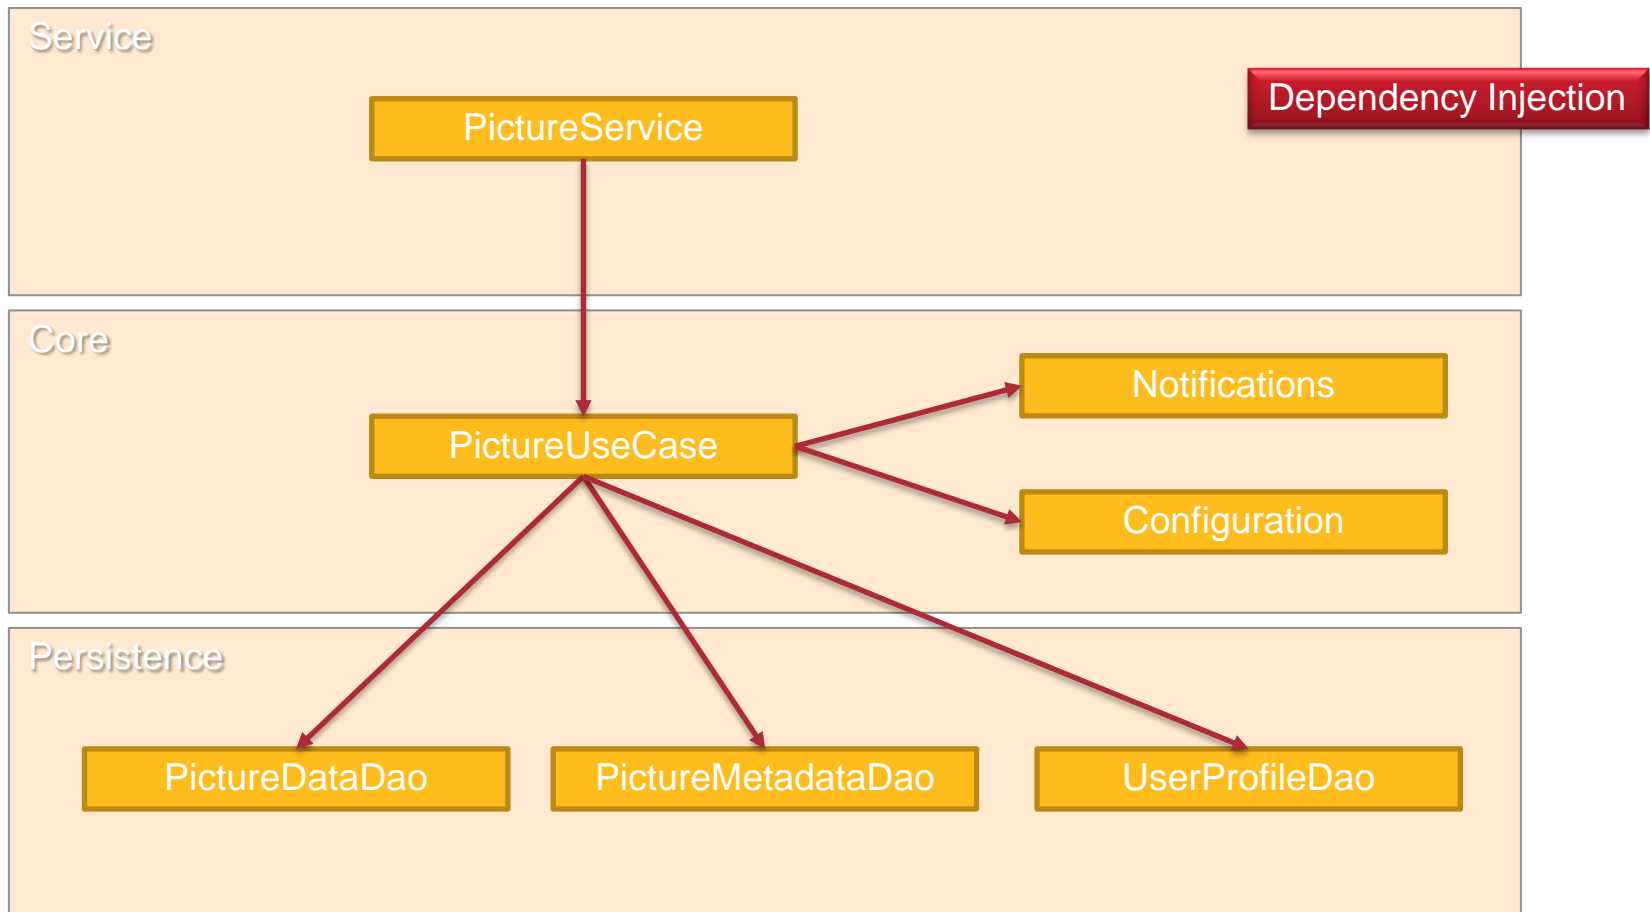 Service
Dependency Injection
PictureService
Core
Notifications
PictureUseCase
Configuration
Persistence
PictureDataDao
PictureMetadataDao
UserProfileDao